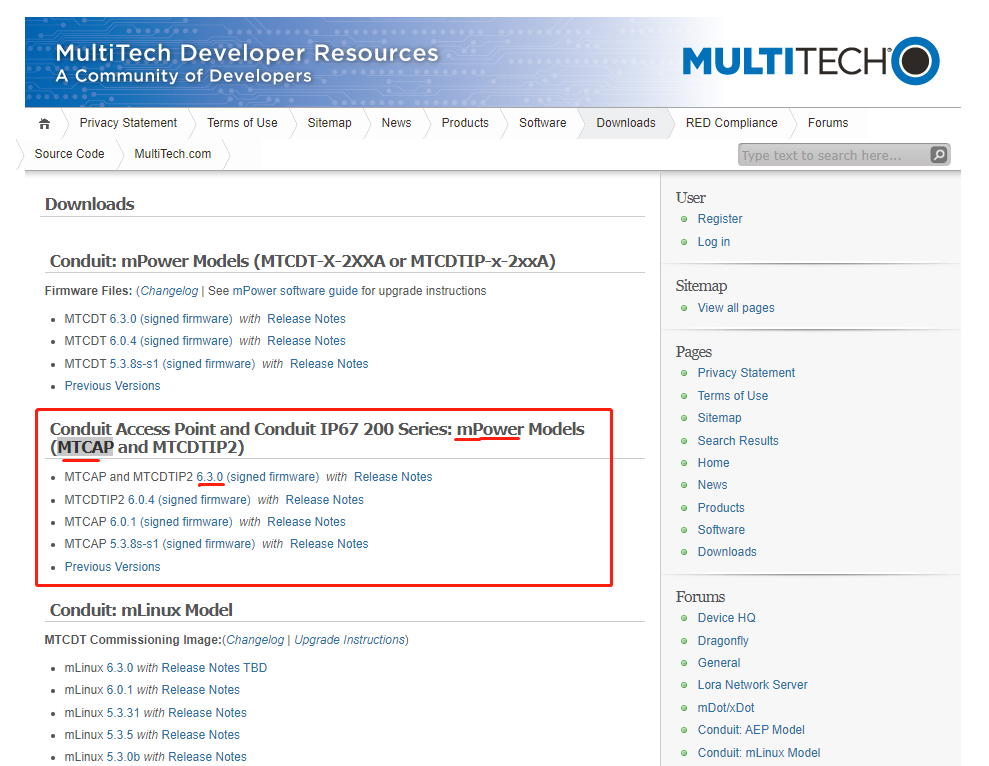 MultiTech Developer Resources
A Community of Developers
MULTITECH®
Privacy Statement
Terms of Use
Sitemap
News
Products
Software
Downloads
RED Compliance
Forums
Source Code
MultiTech.com
Type text to search here...
Downloads
Conduit: mPower Models (MTCDT-X-2XXA or MTCDTIP-x-2xxA)
Firmware Files: (Changelog | See mPower software guide for upgrade instructions
MTCDT 6.3.0 (signed firmware) with Release Notes
MTCDT 6.0.4 (signed firmware) with Release Notes
MTCDT 5.3.8s-s1 (signed firmware) with Release Notes
Previous Versions
Conduit Access Point and Conduit IP67 200 Series: mPower Models
(MTCAP and MTCDTIP2)
MTCAP and MTCDTIP2 6.3.0 (signed firmware) with Release Notes
MTCDTIP2 6.0.4 (signed firmware) with Release Notes
MTCAP 6.0.1 (signed firmware) with Release Notes
MTCAP 5.3.8s-s1 (signed firmware) with Release Notes
Previous Versions
Conduit: mLinux Model
MTCDT Commissioning Image:(Changelog | Upgrade Instructions)
mLinux 6.3.0 with Release Notes TBD
mLinux 6.0.1 with Release Notes
mLinux 5.3.31 with Release Notes
mLinux 5.3.5 with Release Notes
mLinux 5.3.0b with Release Notes
User
Register
Log in
Sitemap
View all pages
Pages
Privacy Statement
Terms of Use
Sitemap
Search Results
Home
News
Products
Software
Downloads
Forums
Device HQ
Dragonfly
General
Lora Network Server
mDot/xDot
Conduit: AEP Model
Conduit: mLinux Model